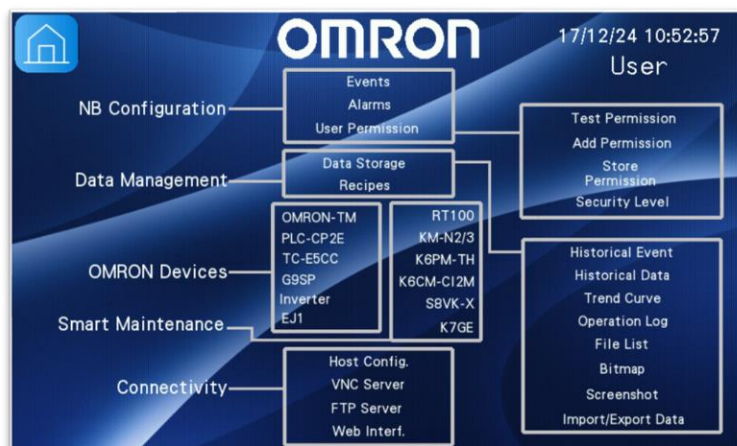 OMRON
17/12/24 10:52:57
User
NB Configuration
Events
Alarms
User Permission
Test Permission
Add Permission
Store
Permission
Security Level
Data Management
Data Storage
Recipes
OMRON Devices
OMRON-TM
PLC-CP2E
TC-E5CC
G9SP
Inverter
EJ1
Smart Maintenance
RT100
KM-N2/3
K6PM-TH
K6CM-CI2M
S8VK-X
K7GE
Historical Event
Historical Data
Trend Curve
Operation Log
File List
Bitmap
Screenshot
Import/Export Data
Connectivity
Host Config.
VNC Server
FTP Server
Web Interf.